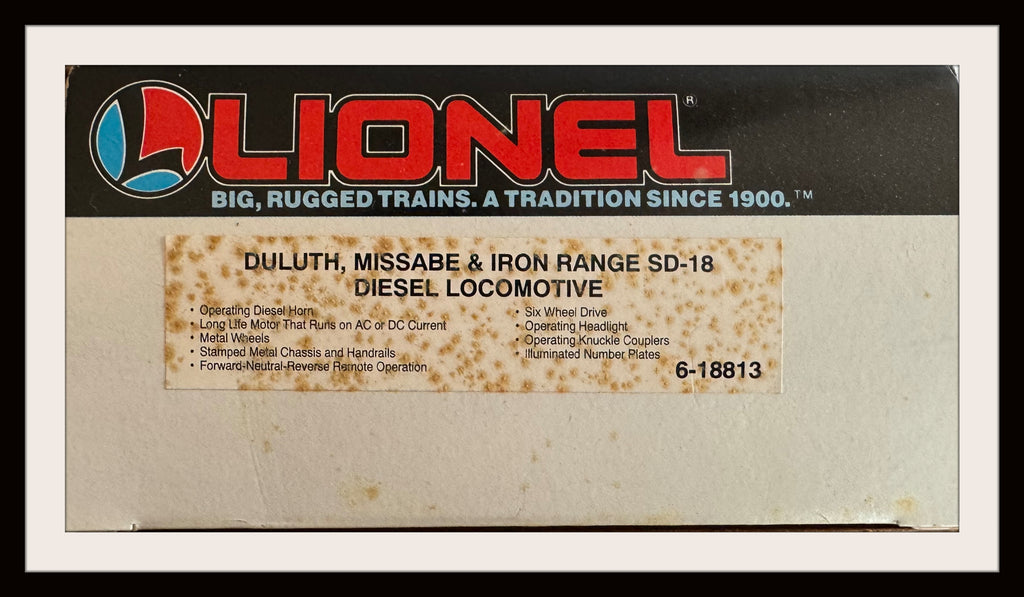 LIONEL®
BIG, RUGGED TRAINS. A TRADITION SINCE 1900.™
DULUTH, MISSABE & IRON RANGE SD-18
DIESEL LOCOMOTIVE
• Operating Diesel Horn
• Long Life Motor That Runs on AC or DC Current
• Metal Wheels
• Stamped Metal Chassis and Handrails
• Forward-Neutral-Reverse Remote Operation
• Six Wheel Drive
• Operating Headlight
• Operating Knuckle Couplers
• Illuminated Number Plates
6-18813